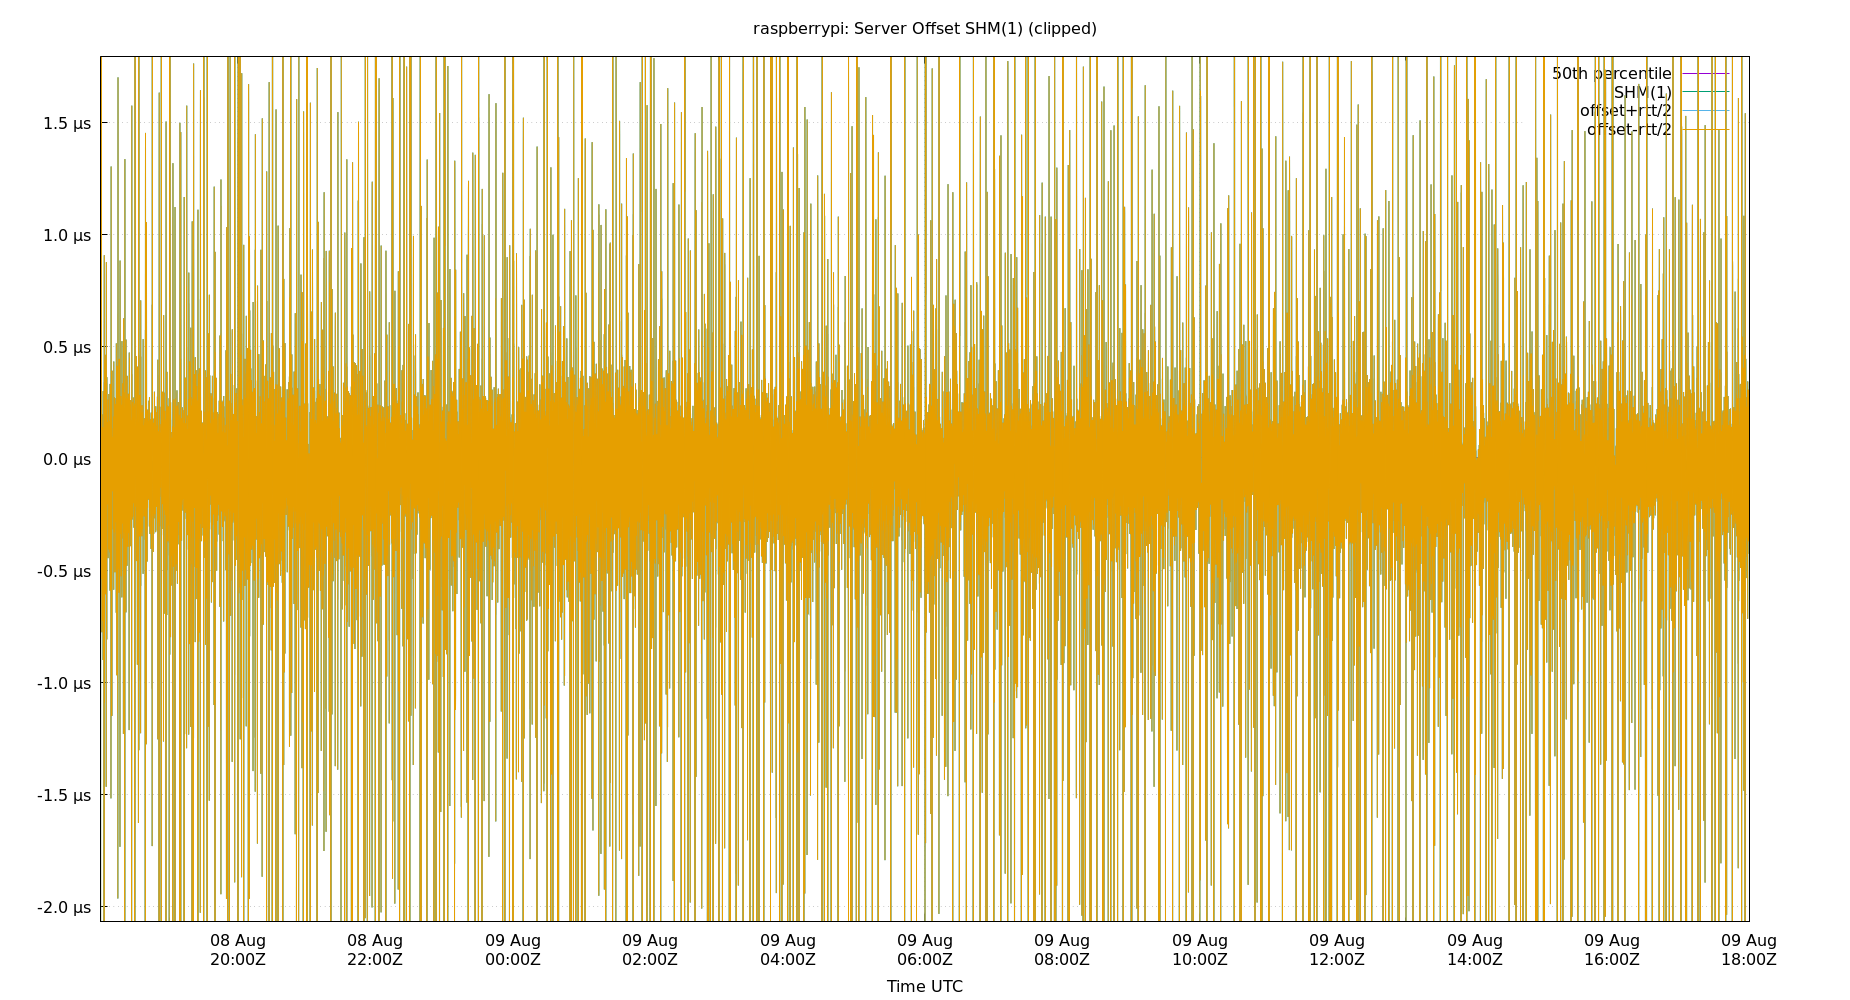 raspberrypi: Server Offset SHM(1) (clipped)
50th percentile
SHM(1)
offset+rtt/2
offset-rtt/2
1.5 µs
1.0 µs
0.5 µs
0.0 µs
-0.5 µs
-1.0 µs
-1.5 µs
-2.0 µs
08 Aug 08 Aug 09 Aug 09 Aug 09 Aug 09 Aug 09 Aug 09 Aug 09 Aug 09 Aug 09 Aug 09 Aug
20:00Z 22:00Z 00:00Z 02:00Z 04:00Z 06:00Z 08:00Z 10:00Z 12:00Z 14:00Z 16:00Z 18:00Z
Time UTC